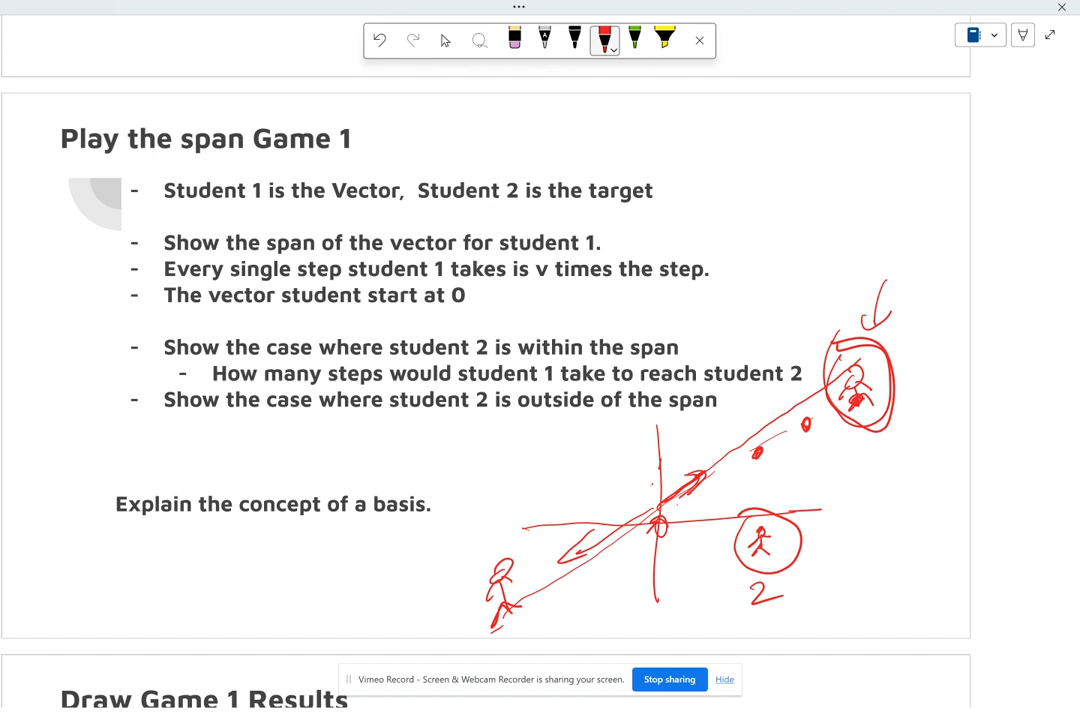 Play the span Game 1
- Student 1 is the Vector, Student 2 is the target
- Show the span of the vector for student 1.
- Every single step student 1 takes is v times the step.
- The vector student start at 0
- Show the case where student 2 is within the span
- How many steps would student 1 take to reach student 2
- Show the case where student 2 is outside of the span
Explain the concept of a basis.
2
Vimeo Record - Screen & Webcam Recorder is sharing your screen. Stop sharing Hide
Draw Game 1 Results